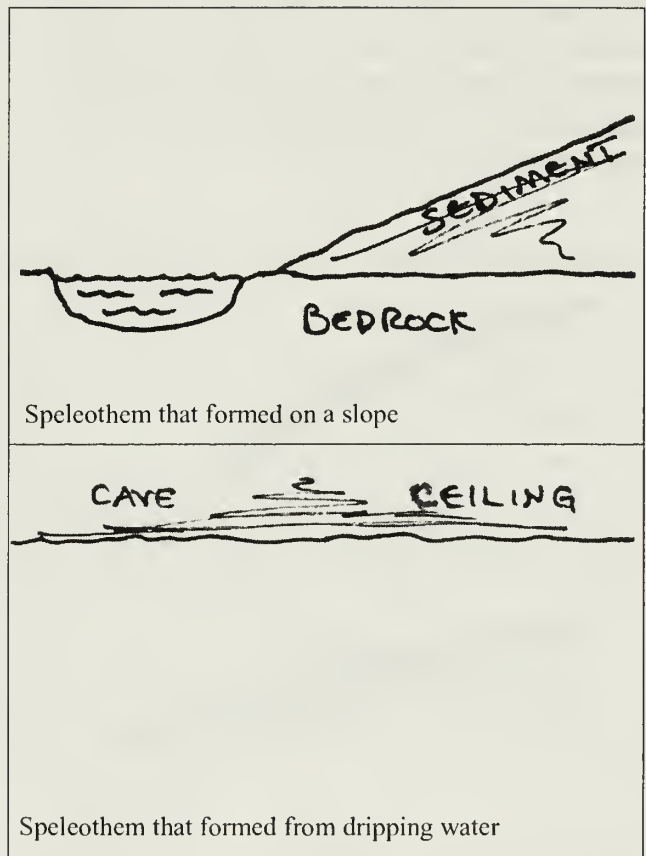 SEDIMENT
BEDROCK
Speleothem that formed on a slope
CAVE CEILING
Speleothem that formed from dripping water